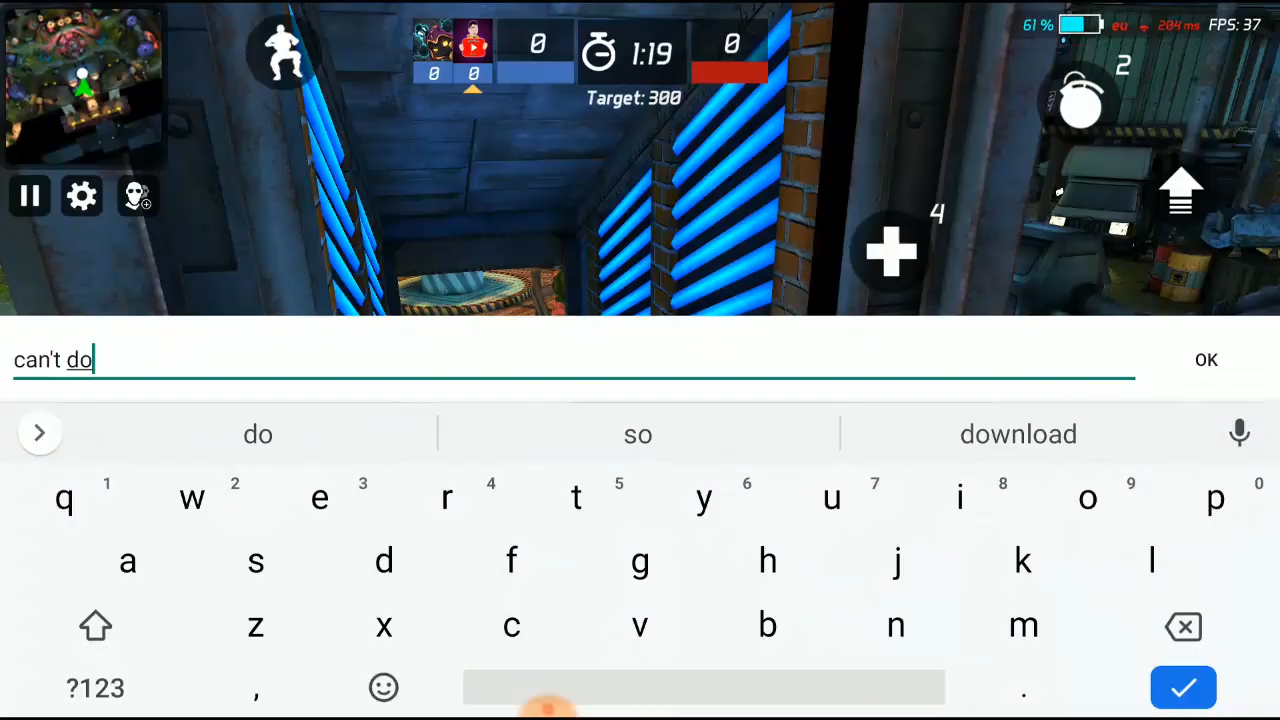 61 % eu 204 ms FPS: 37
0 1:19 0
2
0 0
Target: 300
4
can't do OK
do so download
q 1 w 2 e 3 r 4 t 5 y 6 u 7 i 8 o 9 p 0
a s d f g h j k l
z x c v b n m
?123 , .